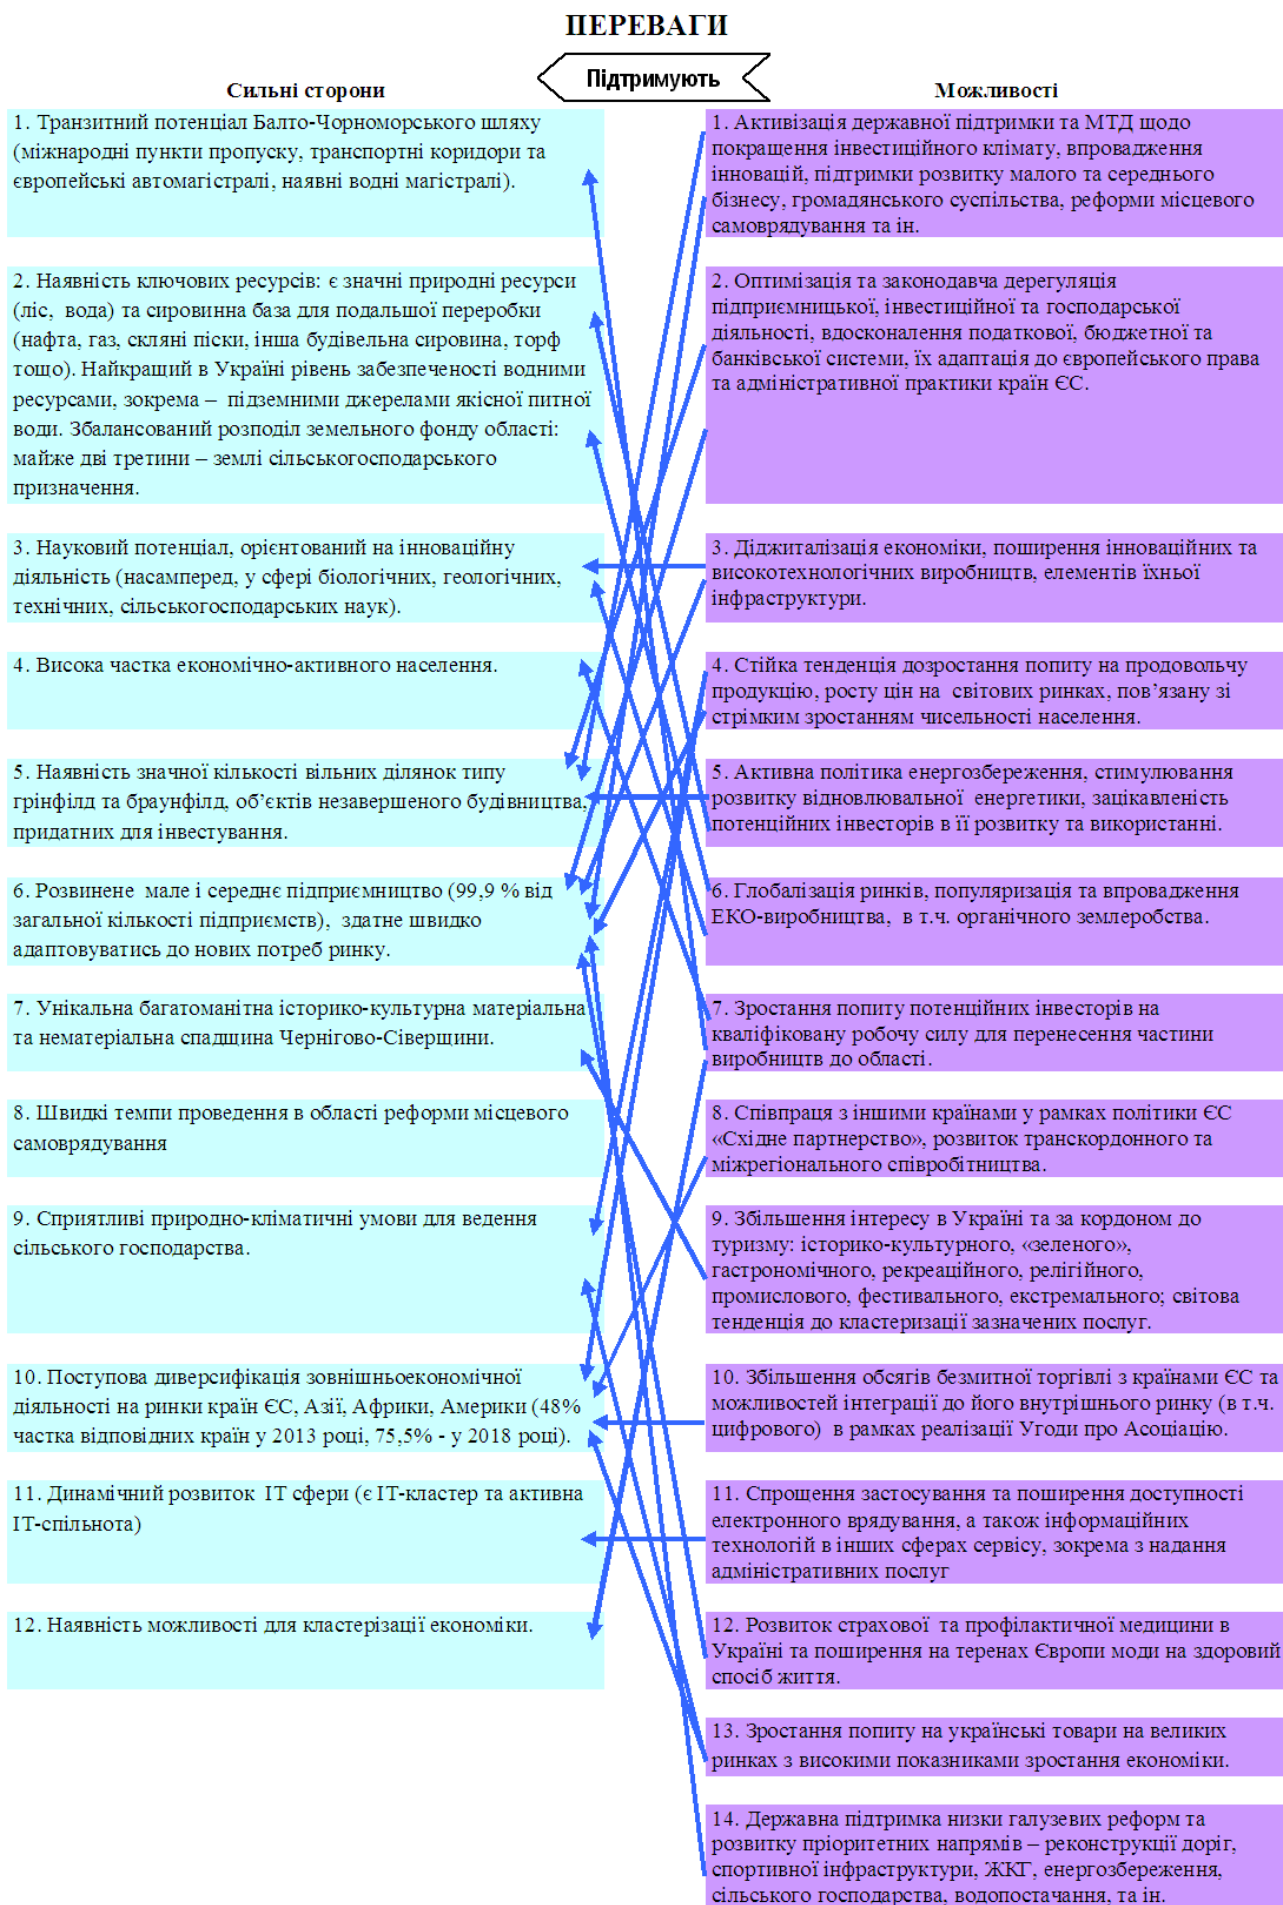 ПЕРЕВАГИ
Підтримують
Сильні сторони
Можливості
1. Транзитний потенціал Балто-Чорноморського шляху
(міжнародні пункти пропуску, транспортні коридори та
європейські автомагістралі, наявні водні магістралі).
2. Наявність ключових ресурсів: є значні природні ресурси
(ліс, вода) та сировинна база для подальшої переробки
(нафта, газ, скляні піски, інша будівельна сировина, торф
тощо). Найкращий в Україні рівень забезпеченості водними
ресурсами, зокрема – підземними джерелами якісної питної
води. Збалансований розподіл земельного фонду області:
майже дві третини – землі сільськогосподарського
призначення.
3. Науковий потенціал, орієнтований на інноваційну
діяльність (насамперед, у сфері біологічних, геологічних,
технічних, сільськогосподарських наук).
4. Висока частка економічно-активного населення.
5. Наявність значної кількості вільних ділянок типу
грінфілд та браунфілд, об’єктів незавершеного будівництва,
придатних для інвестування.
6. Розвинене мале і середнє підприємництво (99,9 % від
загальної кількості підприємств), здатне швидко
адаптовуватись до нових потреб ринку.
7. Унікальна багатоманітна історико-культурна матеріальна
та нематеріальна спадщина Чернігово-Сіверщини.
8. Швидкі темпи проведення в області реформи місцевого
самоврядування
9. Сприятливі природно-кліматичні умови для ведення
сільського господарства.
10. Поступова диверсифікація зовнішньоекономічної
діяльності на ринки країн ЄС, Азії, Африки, Америки (48%
частка відповідних країн у 2013 році, 75,5% - у 2018 році).
11. Динамічний розвиток ІТ сфери (є ІТ-кластер та активна
ІТ-спільнота)
12. Наявність можливості для кластерізації економіки.
1. Активізація державної підтримки та МТД щодо
покращення інвестиційного клімату, впровадження
інновацій, підтримки розвитку малого та середнього
бізнесу, громадянського суспільства, реформи місцевого
самоврядування та ін.
2. Оптимізація та законодавча дерегуляція
підприємницької, інвестиційної та господарської
діяльності, вдосконалення податкової, бюджетної та
банківської системи, їх адаптація до європейського права
та адміністративної практики країн ЄС.
3. Діджиталізація економіки, поширення інноваційних та
високотехнологічних виробництв, елементів їхньої
інфраструктури.
4. Стійка тенденція дозростання попиту на продовольчу
продукцію, росту цін на світових ринках, пов’язану зі
стрімким зростанням чисельності населення.
5. Активна політика енергозбереження, стимулювання
розвитку відновлювальної енергетики, зацікавленість
потенційних інвесторів в її розвитку та використанні.
6. Глобалізація ринків, популяризація та впровадження
ЕКО-виробництва, в т.ч. органічного землеробства.
7. Зростання попиту потенційних інвесторів на
кваліфіковану робочу силу для перенесення частини
виробництв до області.
8. Співпраця з іншими країнами у рамках політики ЄС
«Східне партнерство», розвиток транскордонного та
міжрегіонального співробітництва.
9. Збільшення інтересу в Україні та за кордоном до
туризму: історико-культурного, «зеленого»,
гастрономічного, рекреаційного, релігійного,
промислового, фестивального, екстремального; світова
тенденція до кластеризації зазначених послуг.
10. Збільшення обсягів безмитної торгівлі з країнами ЄС та
можливостей інтеграції до його внутрішнього ринку (в т.ч.
цифрового) в рамках реалізації Угоди про Асоціацію.
11. Спрощення застосування та поширення доступності
електронного врядування, а також інформаційних
технологій в інших сферах сервісу, зокрема з надання
адміністративних послуг
12. Розвиток страхової та профілактичної медицини в
Україні та поширення на теренах Європи моди на здоровий
спосіб життя.
13. Зростання попиту на українські товари на великих
ринках з високими показниками зростання економіки.
14. Державна підтримка низки галузевих реформ та
розвитку пріоритетних напрямів – реконструкції доріг,
спортивної інфраструктури, ЖКГ, енергозбереження,
сільського господарства, водопостачання, та ін.